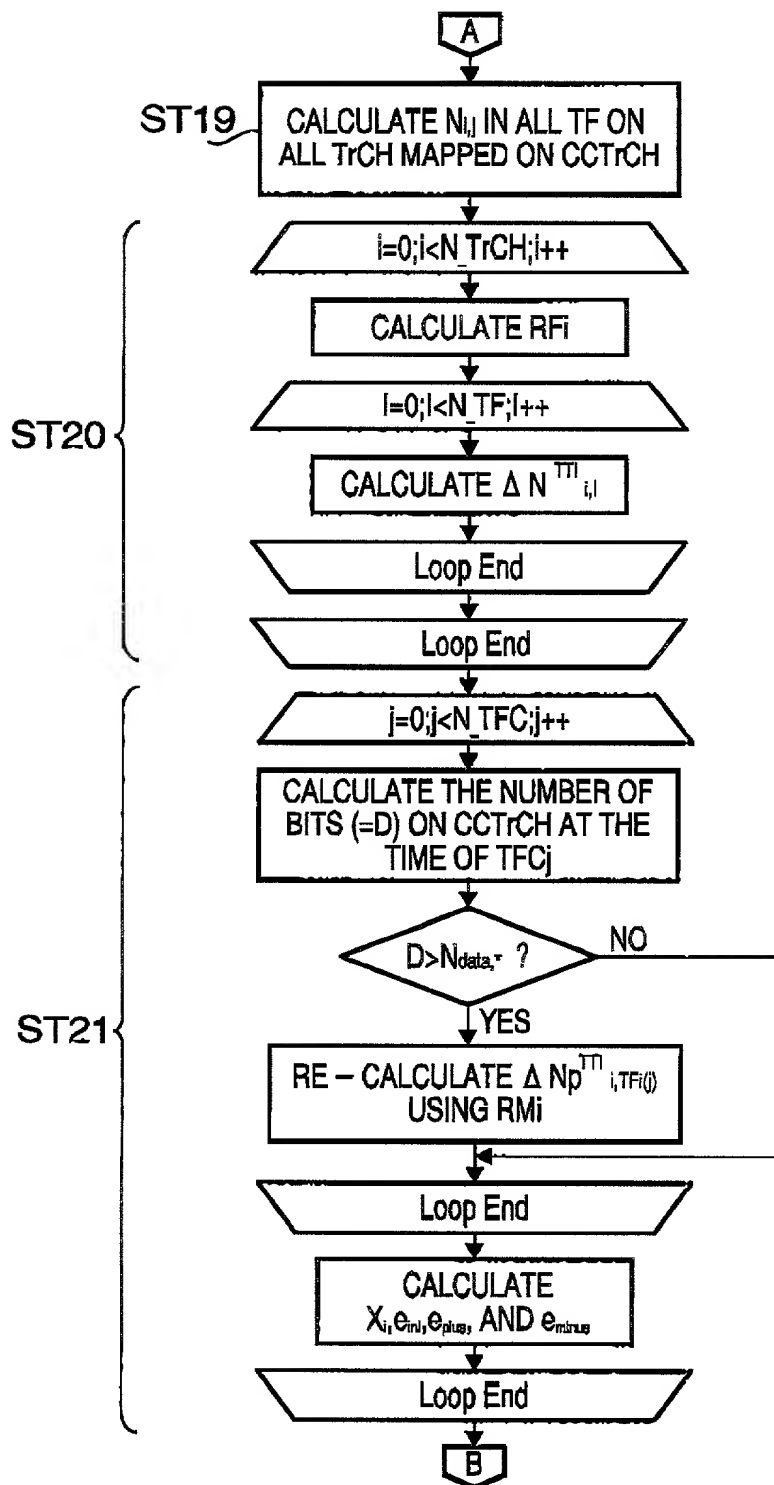 A
ST19
CALCULATE Ni,l IN ALL TF ON
ALL TrCH MAPPED ON CCTrCH
ST20
i=0;i<N_TrCH;i++
CALCULATE RFi
l=0;l<N_TF;l++
CALCULATE Δ N^TTI i,l
Loop End
Loop End
ST21
j=0;j<N_TFC;j++
CALCULATE THE NUMBER OF
BITS (=D) ON CCTrCH AT THE
TIME OF TFCj
D>Ndata,* ?
NO
YES
RE – CALCULATE Δ Np^TTI i,TFi(j)
USING RMi
Loop End
CALCULATE
Xi,eini,eplus, AND eminus
Loop End
B